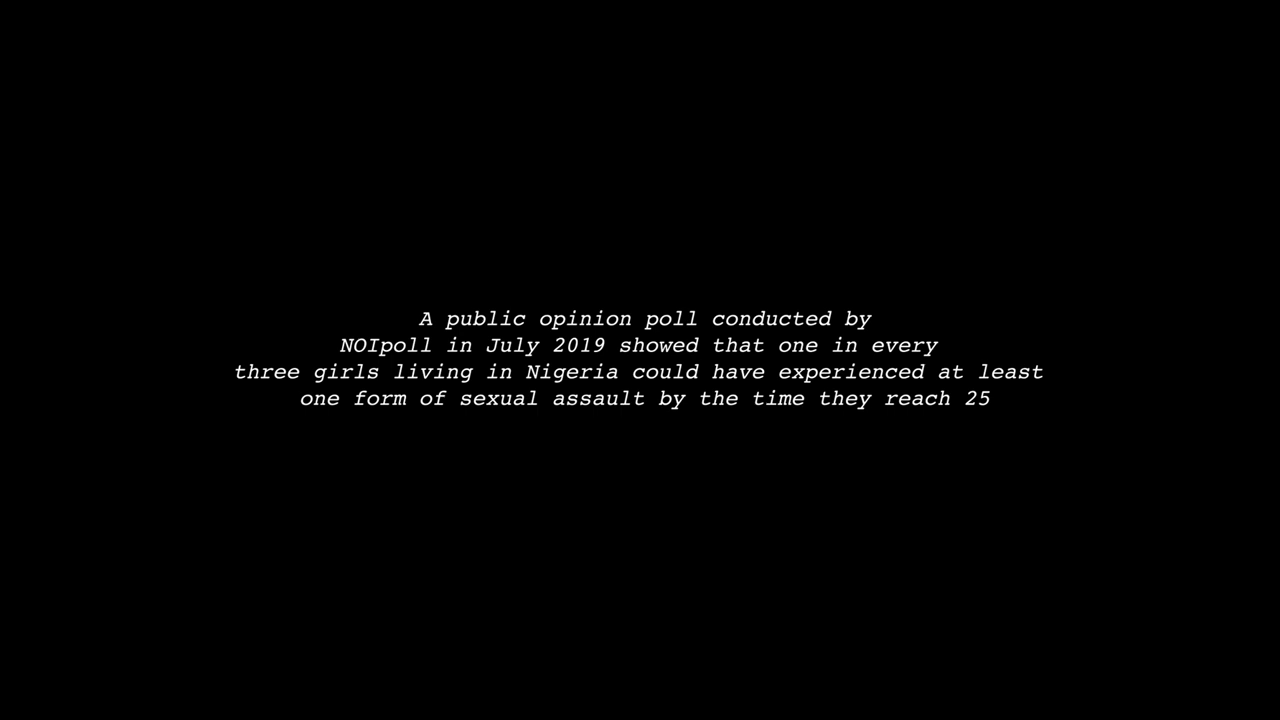 A public opinion poll conducted by
NOIpoll in July 2019 showed that one in every
three girls living in Nigeria could have experienced at least
one form of sexual assault by the time they reach 25